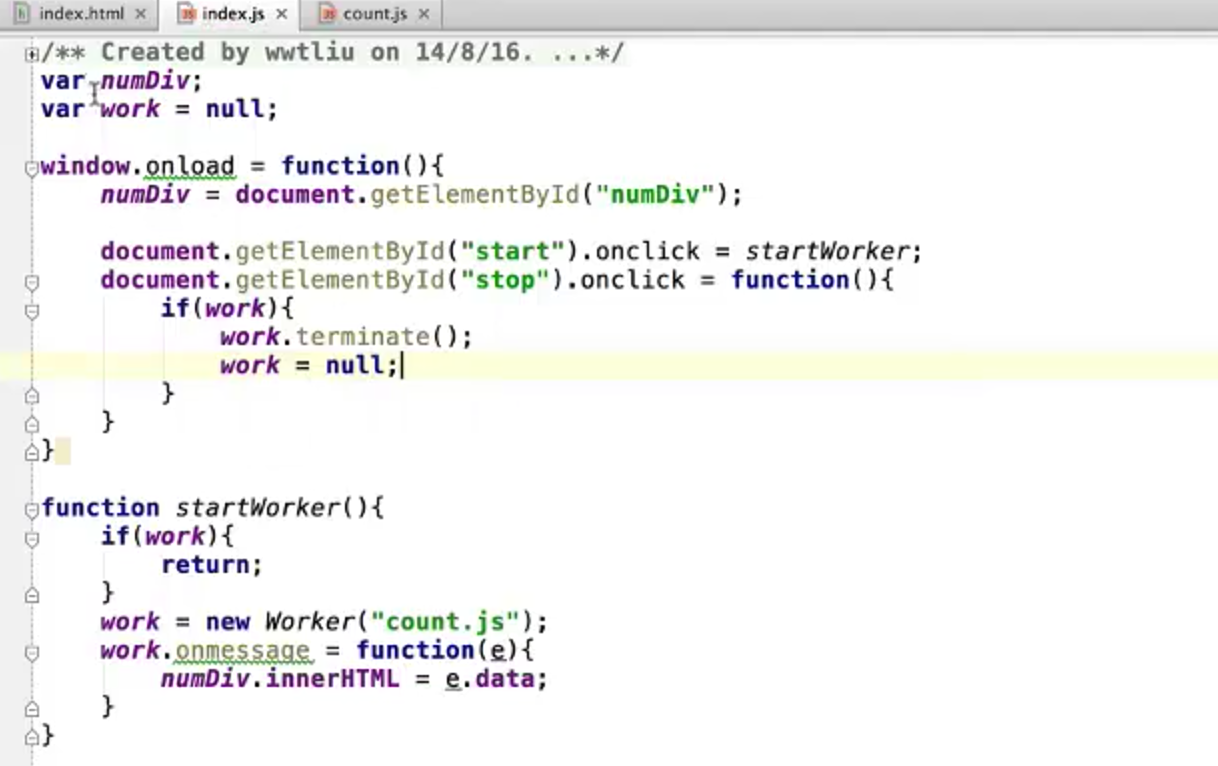 index.html index.js count.js
/** Created by wwtliu on 14/8/16. ...*/
var numDiv;
var work = null;
window.onload = function(){
numDiv = document.getElementById("numDiv");
document.getElementById("start").onclick = startWorker;
document.getElementById("stop").onclick = function(){
if(work){
work.terminate();
work = null;
}
}
}
function startWorker(){
if(work){
return;
}
work = new Worker("count.js");
work.onmessage = function(e){
numDiv.innerHTML = e.data;
}
}